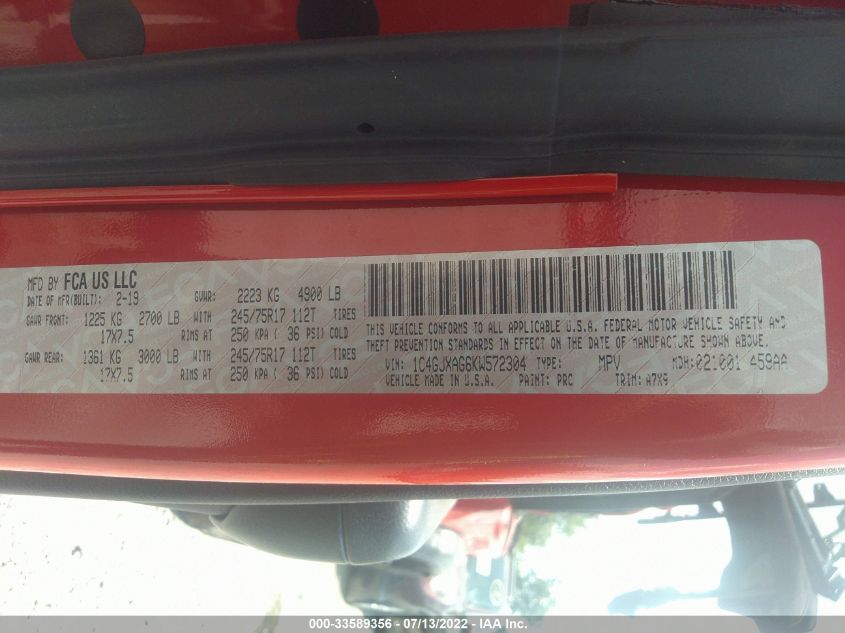 MFD BY FCA US LLC
DATE OF MFR(BUILT): 2-19 GVWR: 2223 KG 4900 LB
GAWR FRONT: 1225 KG 2700 LB WITH 245/75R17 112T TIRES
17X7.5 RIMS AT 250 KPA ( 36 PSI) COLD
GAWR REAR: 1361 KG 3000 LB WITH 245/75R17 112T TIRES
17X7.5 RIMS AT 250 KPA ( 36 PSI) COLD
THIS VEHICLE CONFORMS TO ALL APPLICABLE U.S.A. FEDERAL MOTOR VEHICLE SAFETY AND
THEFT PREVENTION STANDARDS IN EFFECT ON THE DATE OF MANUFACTURE SHOWN ABOVE.
VIN: 1C4GJXAG6KW572304 TYPE: MPV MDH:021001 459AA
VEHICLE MADE IN U.S.A. PAINT: PRC TRIM: A7X9
000-33589356 - 07/13/2022 - IAA Inc.